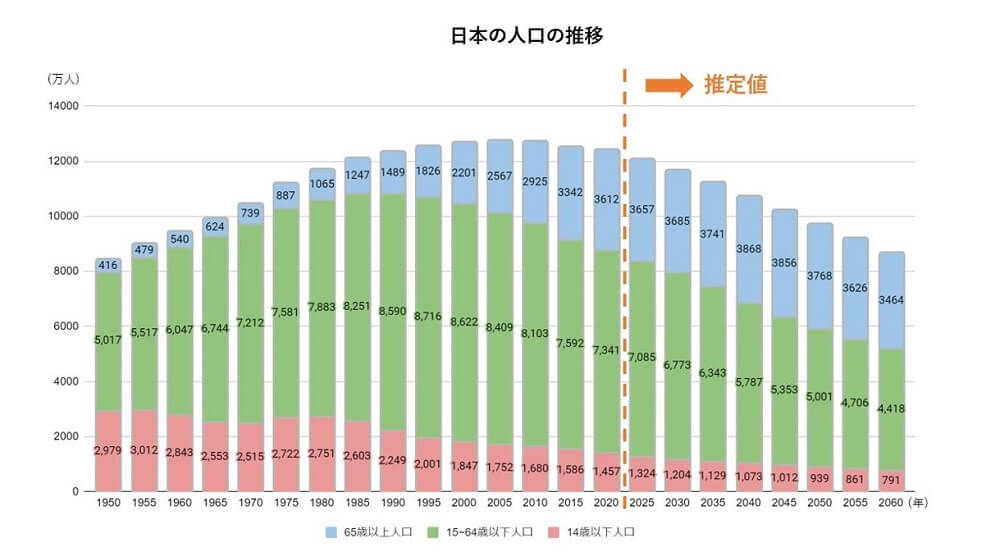 日本の人口の推移
(万人)
推定値
14000
12000
10000
8000
6000
4000
2000
0
416 479 540 624 739 887 1065 1247 1489 1826 2201 2567 2925 3342 3612 3657 3685 3741 3868 3856 3768 3626 3464
5,017 5,517 6,047 6,744 7,212 7,581 7,883 8,251 8,590 8,716 8,622 8,409 8,103 7,592 7,341 7,085 6,773 6,343 5,787 5,353 5,001 4,706 4,418
2,979 3,012 2,843 2,553 2,515 2,722 2,751 2,603 2,249 2,001 1,847 1,752 1,680 1,586 1,457 1,324 1,204 1,129 1,073 1,012 939 861 791
1950 1955 1960 1965 1970 1975 1980 1985 1990 1995 2000 2005 2010 2015 2020 2025 2030 2035 2040 2045 2050 2055 2060 (年)
65歳以上人口 15~64歳以下人口 14歳以下人口